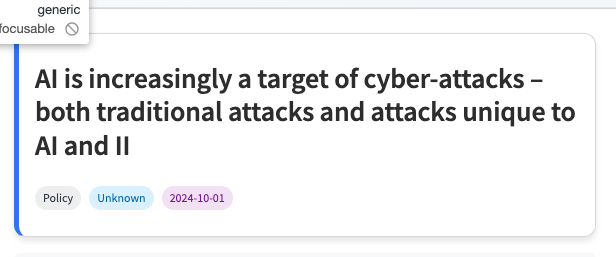 generic
focusable
AI is increasingly a target of cyber-attacks –
both traditional attacks and attacks unique to
AI and II
Policy
Unknown
2024-10-01